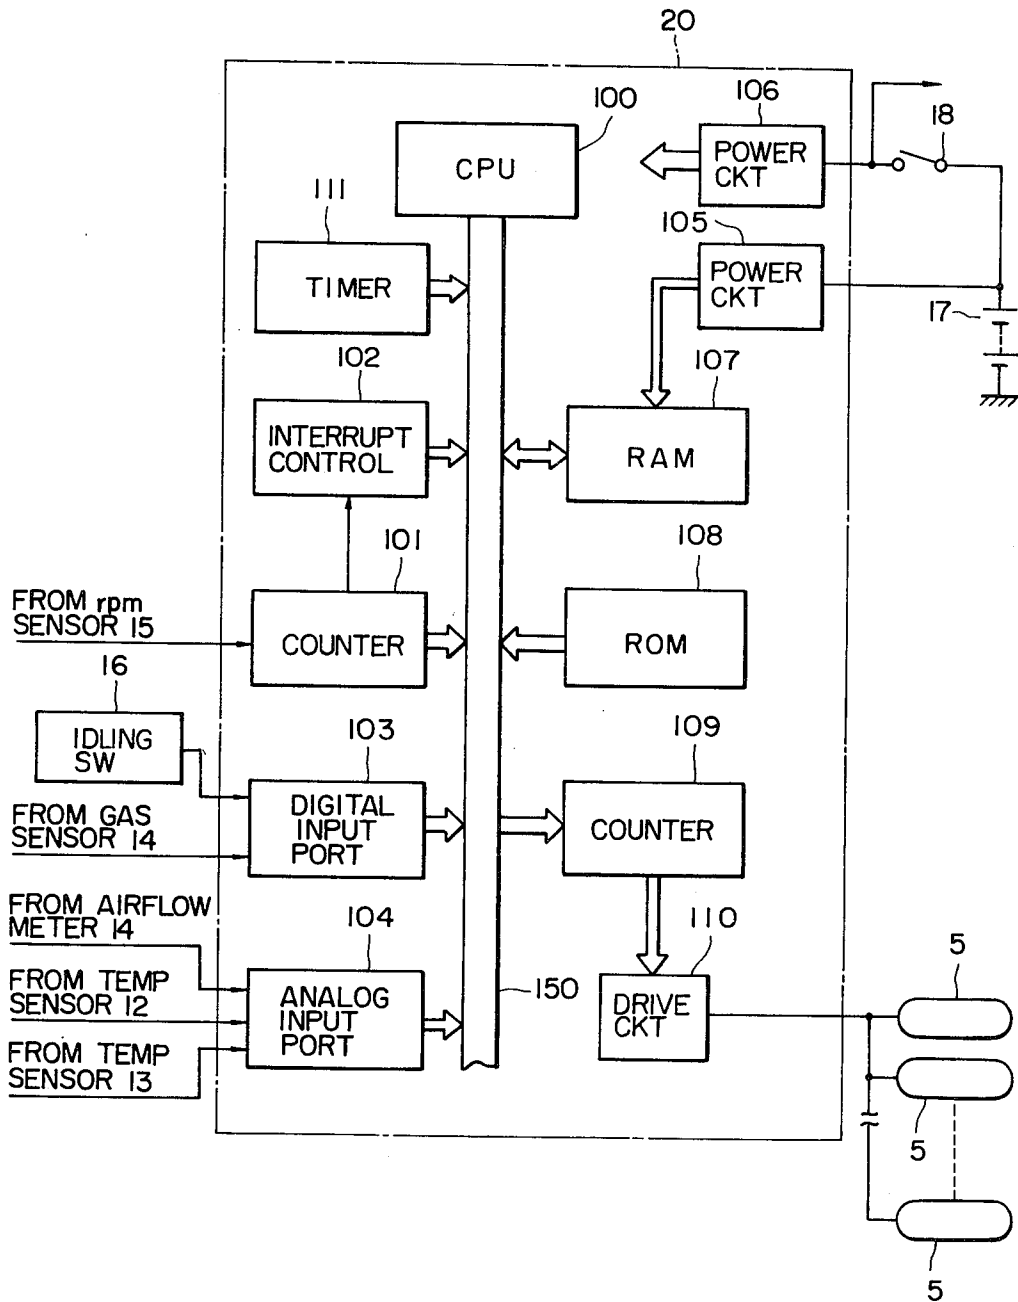 20
100
CPU
106
POWER
CKT
18
111
TIMER
105
POWER
CKT
17
102
INTERRUPT
CONTROL
107
RAM
101
COUNTER
108
ROM
FROM rpm
SENSOR 15
16
IDLING
SW
103
DIGITAL
INPUT
PORT
109
COUNTER
FROM GAS
SENSOR 14
FROM AIRFLOW
METER 14
104
ANALOG
INPUT
PORT
110
DRIVE
CKT
150
FROM TEMP
SENSOR 12
FROM TEMP
SENSOR 13
5
5
5